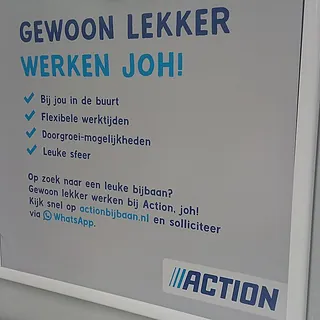 GEWOON LEKKER
WERKEN JOH!
Bij jou in de buurt
Flexibele werktijden
Doorgroei-mogelijkheden
Leuke sfeer
Op zoek naar een leuke bijbaan?
Gewoon lekker werken bij Action, joh!
Kijk snel op actionbijbaan.nl en solliciteer
via WhatsApp.
ACTION